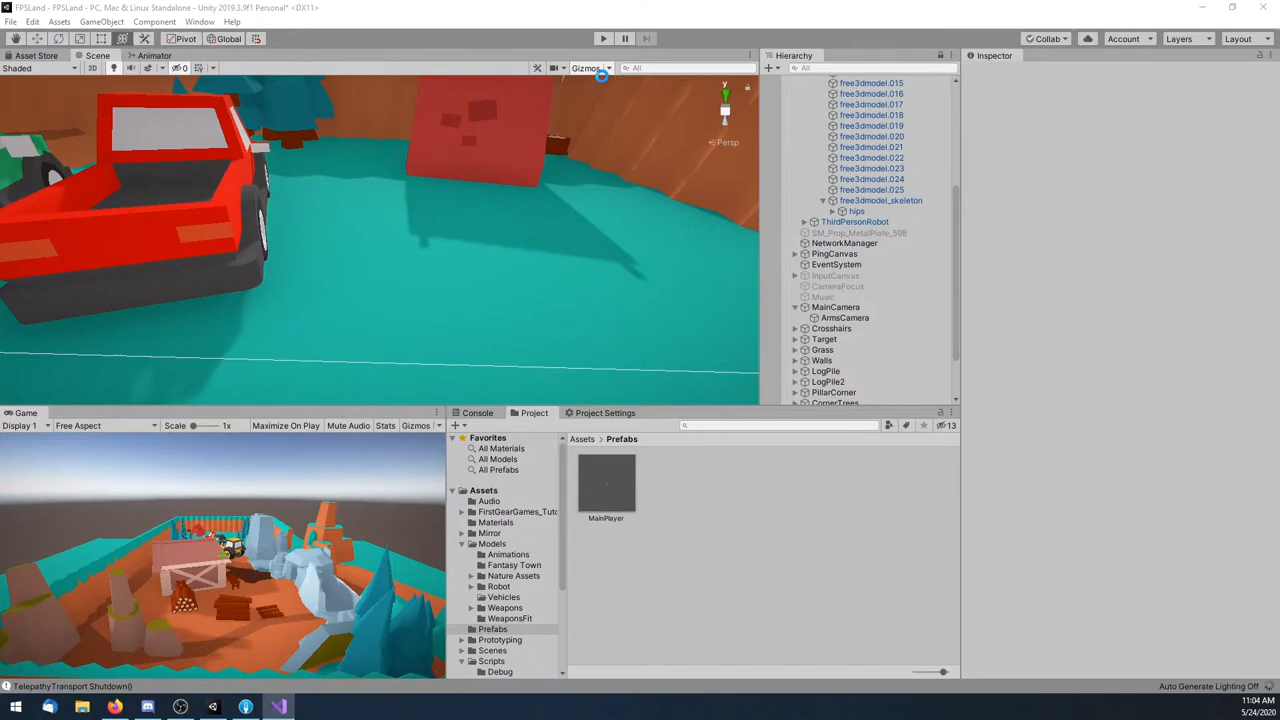 FPSLand - FPSLand - PC, Mac & Linux Standalone - Unity 2019.3.9f1 Personal* <DX11>
File Edit Assets GameObject Component Window Help
Pivot Global Collab Account Layers Layout
Asset Store Scene Animator Hierarchy Inspector
Shaded 2D 0 Gizmos All All
free3dmodel.015
free3dmodel.016
free3dmodel.017
free3dmodel.018
free3dmodel.019
free3dmodel.020
free3dmodel.021
free3dmodel.022
free3dmodel.023
free3dmodel.024
free3dmodel.025
free3dmodel_skeleton
hips
ThirdPersonRobot
SM_Prop_MetalPlate_598
NetworkManager
PingCanvas
EventSystem
InputCanvas
CameraFocus
Music
MainCamera
ArmsCamera
Crosshairs
Target
Grass
Walls
LogPile
LogPile2
PillarCorner
CornerTrees
y
Persp
Game Console Project Project Settings
Display 1 Free Aspect Scale 1x Maximize On Play Mute Audio Stats Gizmos 13
Favorites
All Materials
All Models
All Prefabs
Assets
Audio
FirstGearGames_Tuto
Materials
Mirror
Models
Animations
Fantasy Town
Nature Assets
Robot
Vehicles
Weapons
WeaponsFit
Prefabs
Prototyping
Scenes
Scripts
Debug
Assets > Prefabs
MainPlayer
TelepathyTransport Shutdown() Auto Generate Lighting Off
11:04 AM
5/24/2020